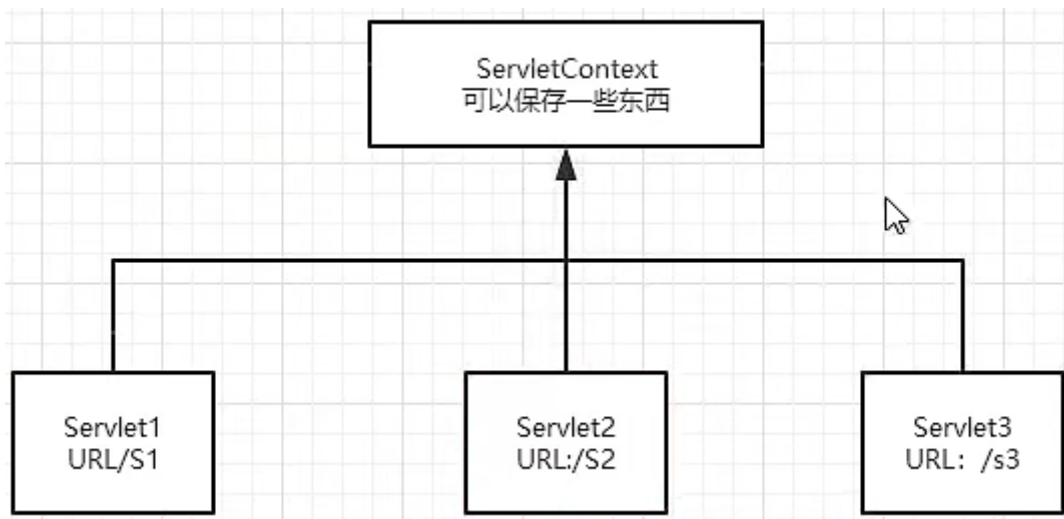 ServletContext
可以保存一些东西
Servlet1
URL/S1
Servlet2
URL:/S2
Servlet3
URL：/s3